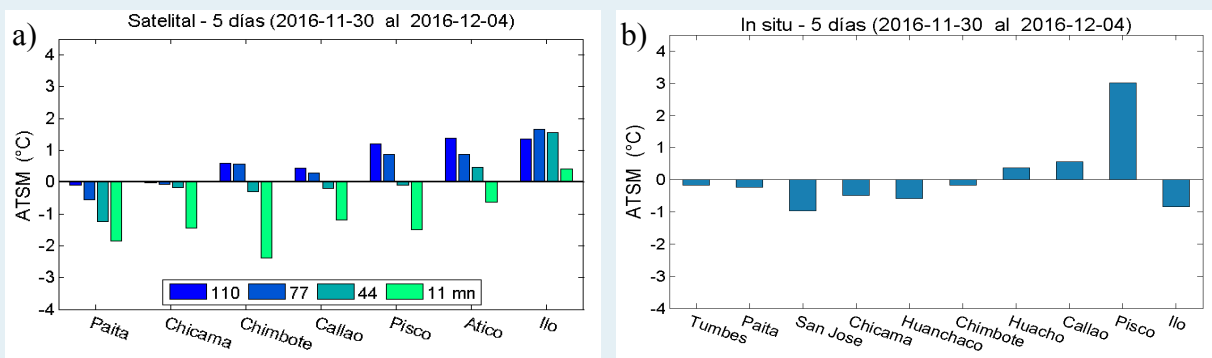 a)
Satelital - 5 días (2016-11-30 al 2016-12-04)
ATSM (°C)
4
3
2
1
0
-1
-2
-3
-4
110 77 44 11 mn
Paita Chicama Chimbote Callao Pisco Atico Ilo
b)
In situ - 5 días (2016-11-30 al 2016-12-04)
ATSM (°C)
4
3
2
1
0
-1
-2
-3
-4
Tumbes Paita San Jose Chicama Huanchaco Chimbote Huacho Callao Pisco Ilo